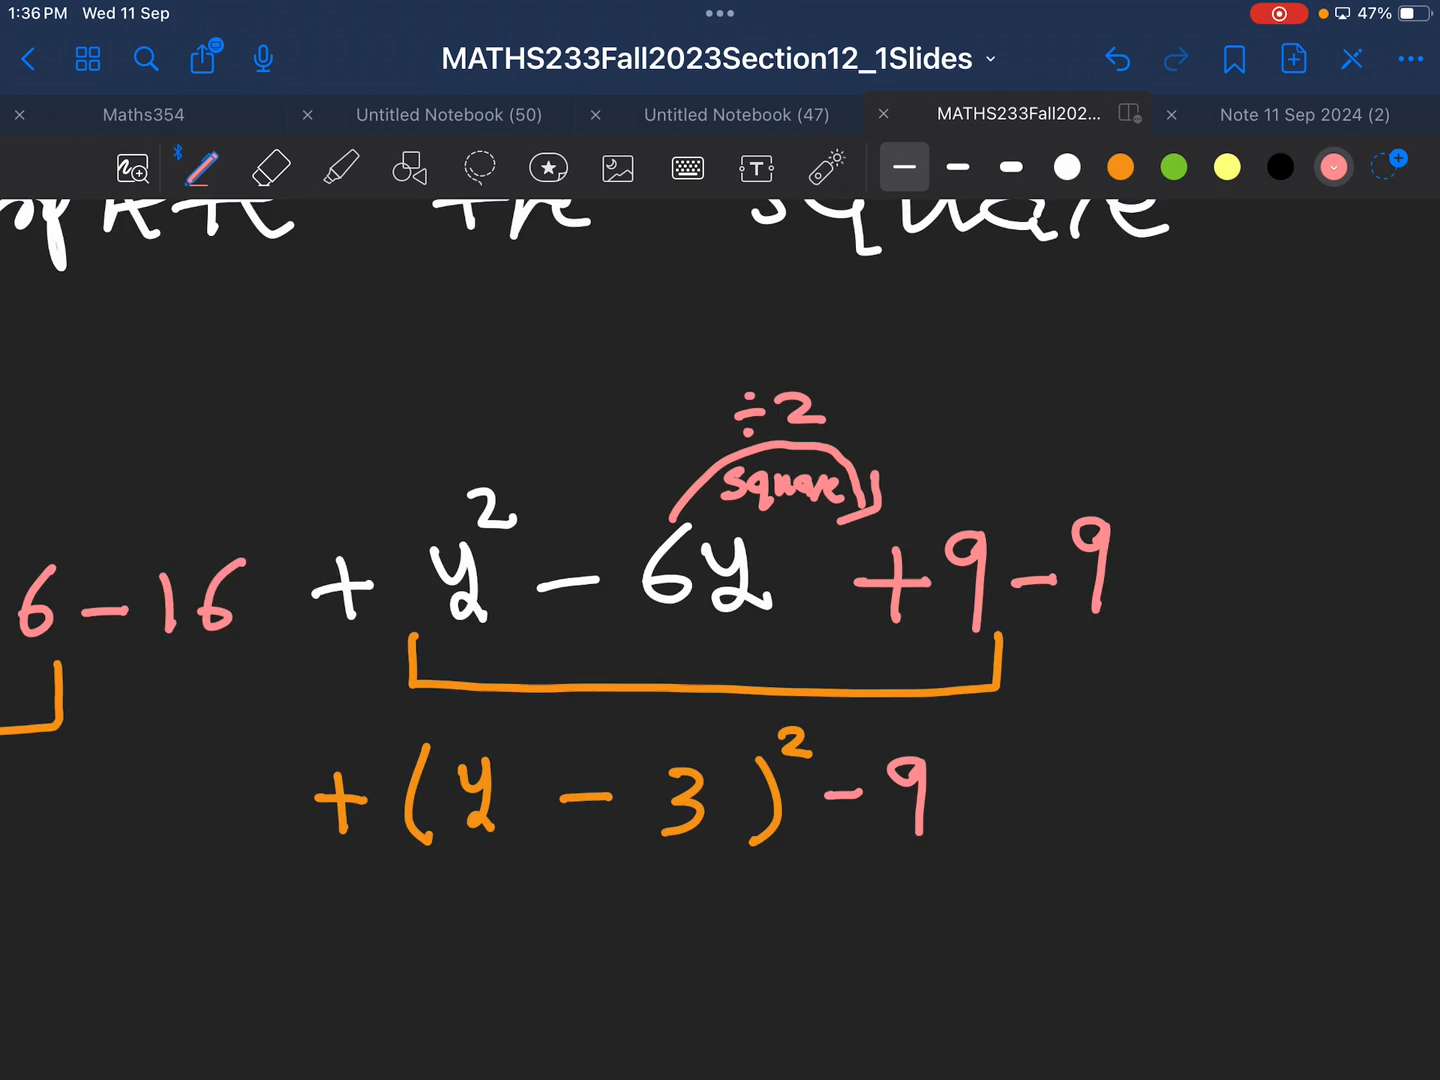 1:36 PM Wed 11 Sep 47%
MATHS233Fall2023Section12_1Slides
Maths354 Untitled Notebook (50) Untitled Notebook (47) MATHS233Fall202... Note 11 Sep 2024 (2)
the square
÷2
square
6 - 16 + y² - 6y + 9 - 9
+ (y - 3)² - 9